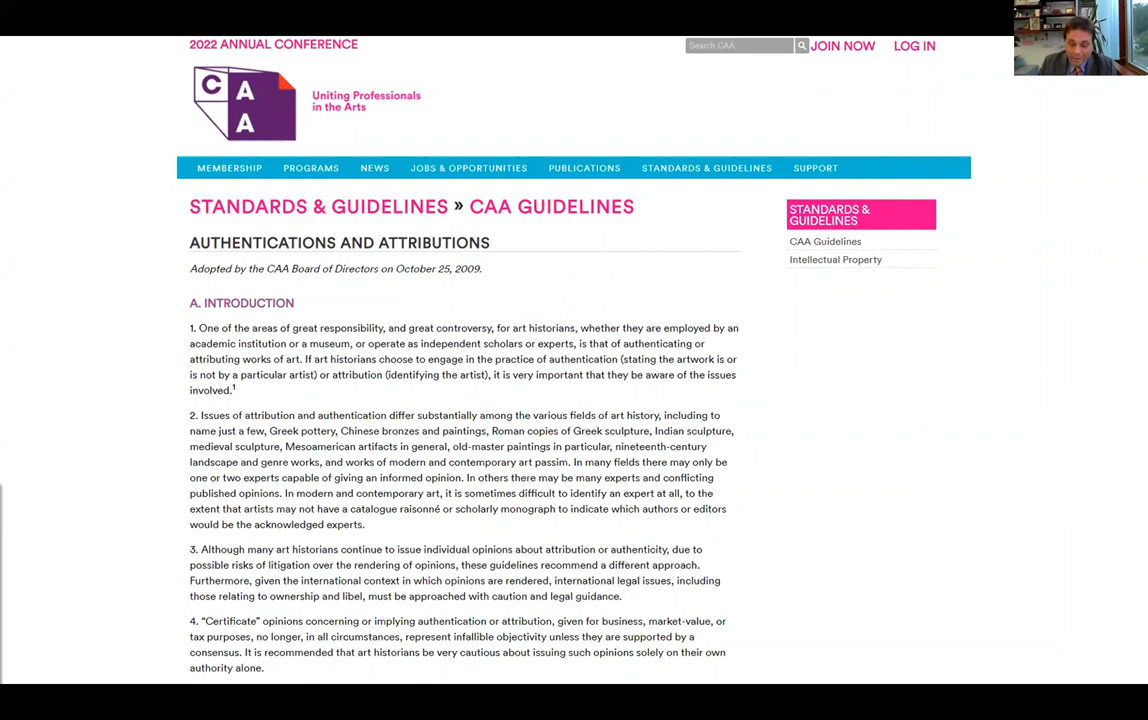 2022 ANNUAL CONFERENCE
Search CAA
JOIN NOW
LOG IN
C A
A
Uniting Professionals
in the Arts
MEMBERSHIP PROGRAMS NEWS JOBS & OPPORTUNITIES PUBLICATIONS STANDARDS & GUIDELINES SUPPORT
STANDARDS & GUIDELINES » CAA GUIDELINES
AUTHENTICATIONS AND ATTRIBUTIONS
Adopted by the CAA Board of Directors on October 25, 2009.
A. INTRODUCTION
1. One of the areas of great responsibility, and great controversy, for art historians, whether they are employed by an
academic institution or a museum, or operate as independent scholars or experts, is that of authenticating or
attributing works of art. If art historians choose to engage in the practice of authentication (stating the artwork is or
is not by a particular artist) or attribution (identifying the artist), it is very important that they be aware of the issues
involved.1
2. Issues of attribution and authentication differ substantially among the various fields of art history, including to
name just a few, Greek pottery, Chinese bronzes and paintings, Roman copies of Greek sculpture, Indian sculpture,
medieval sculpture, Mesoamerican artifacts in general, old-master paintings in particular, nineteenth-century
landscape and genre works, and works of modern and contemporary art passim. In many fields there may only be
one or two experts capable of giving an informed opinion. In others there may be many experts and conflicting
published opinions. In modern and contemporary art, it is sometimes difficult to identify an expert at all, to the
extent that artists may not have a catalogue raisonné or scholarly monograph to indicate which authors or editors
would be the acknowledged experts.
3. Although many art historians continue to issue individual opinions about attribution or authenticity, due to
possible risks of litigation over the rendering of opinions, these guidelines recommend a different approach.
Furthermore, given the international context in which opinions are rendered, international legal issues, including
those relating to ownership and libel, must be approached with caution and legal guidance.
4. “Certificate” opinions concerning or implying authentication or attribution, given for business, market-value, or
tax purposes, no longer, in all circumstances, represent infallible objectivity unless they are supported by a
consensus. It is recommended that art historians be very cautious about issuing such opinions solely on their own
authority alone.
STANDARDS &
GUIDELINES
CAA Guidelines
Intellectual Property